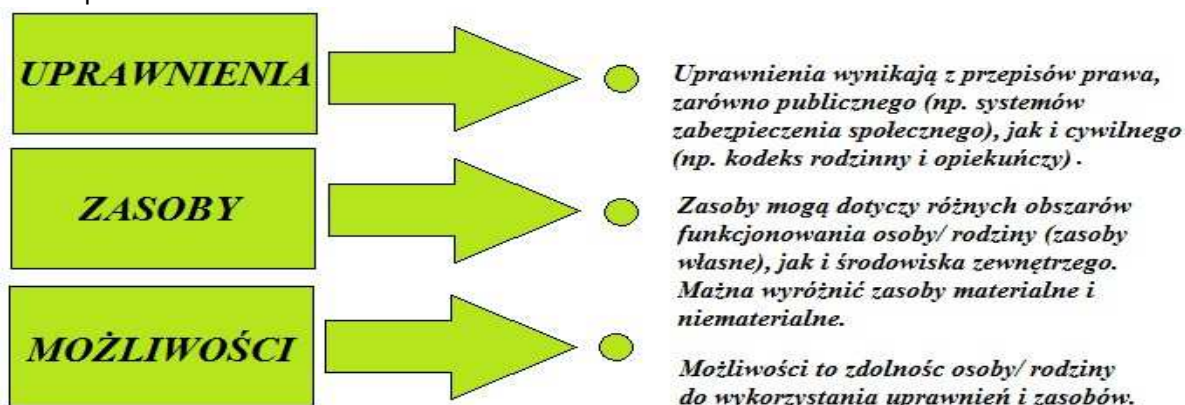 UPRAWNIENIA
Uprawnienia wynikają z przepisów prawa,
zarówno publicznego (np. systemów
zabezpieczenia społecznego), jak i cywilnego
(np. kodeks rodzinny i opiekuńczy) .
ZASOBY
Zasoby mogą dotyczy różnych obszarów
funkcjonowania osoby/ rodziny (zasoby
własne), jak i środowiska zewnętrzego.
Mażna wyróżnić zasoby materialne i
niematerialne.
MOŻLIWOŚCI
Możliwości to zdolnośc osoby/ rodziny
do wykorzystania uprawnień i zasobów.